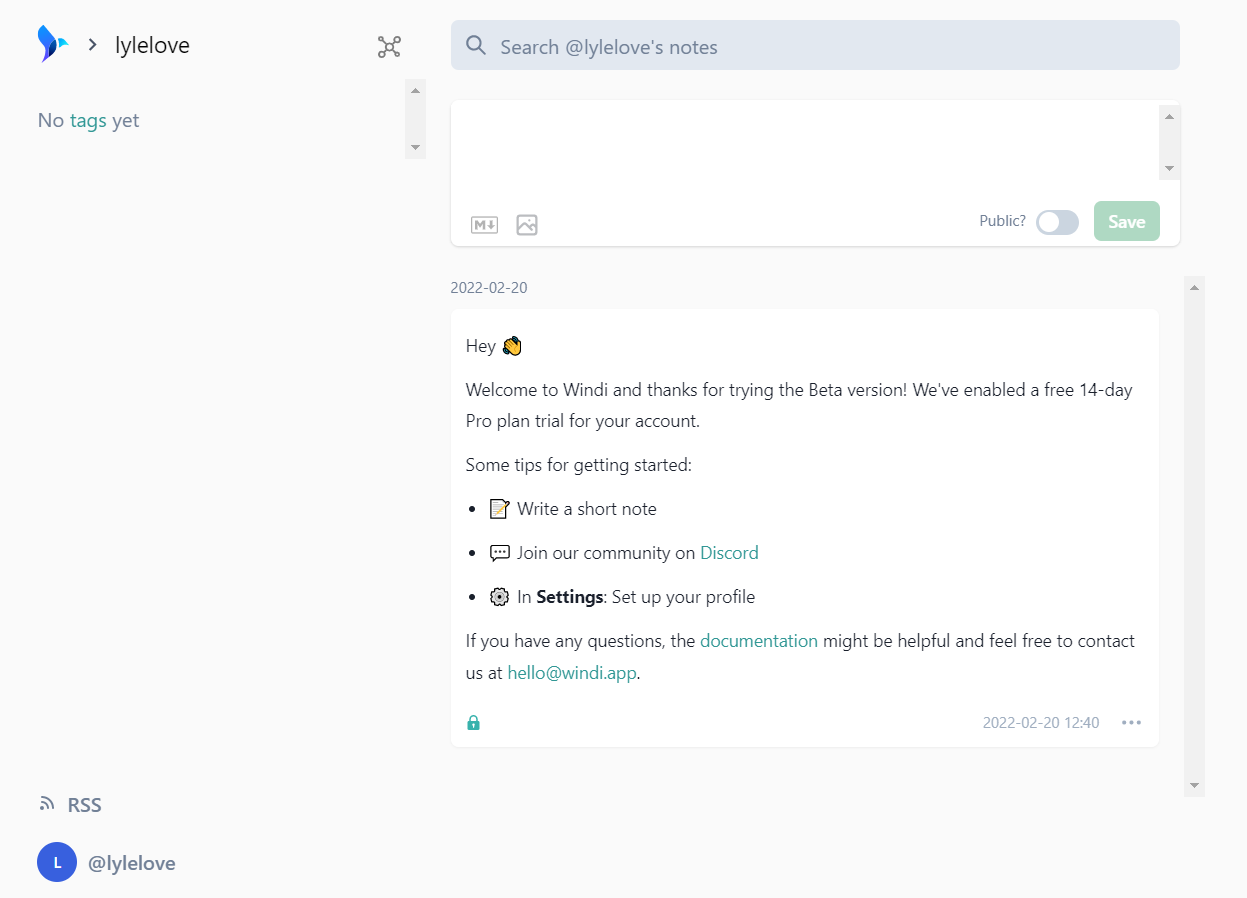 lylelove
Search @lylelove's notes
No tags yet
M
Public?
Save
2022-02-20
Hey 👋
Welcome to Windi and thanks for trying the Beta version! We've enabled a free 14-day
Pro plan trial for your account.
Some tips for getting started:
• 📝 Write a short note
• 💬 Join our community on Discord
• ⚙️ In Settings: Set up your profile
If you have any questions, the documentation might be helpful and feel free to contact
us at hello@windi.app.
2022-02-20 12:40
RSS
L
@lylelove